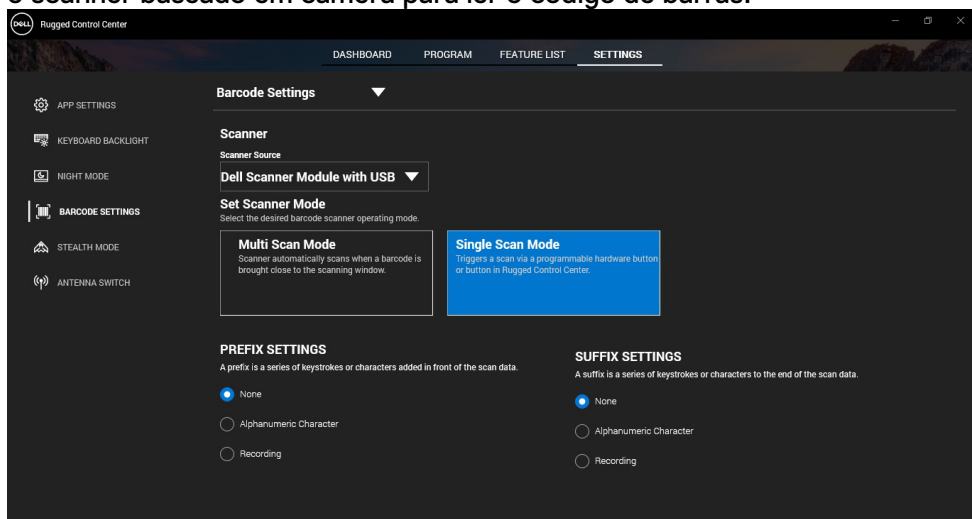 o scanner baseado em câmera para ler o código de barras.
DELL
Rugged Control Center
DASHBOARD PROGRAM FEATURE LIST SETTINGS
APP SETTINGS
KEYBOARD BACKLIGHT
NIGHT MODE
BARCODE SETTINGS
STEALTH MODE
ANTENNA SWITCH
Barcode Settings
Scanner
Scanner Source
Dell Scanner Module with USB
Set Scanner Mode
Select the desired barcode scanner operating mode.
Multi Scan Mode
Scanner automatically scans when a barcode is
brought close to the scanning window.
Single Scan Mode
Triggers a scan via a programmable hardware button
or button in Rugged Control Center.
PREFIX SETTINGS
A prefix is a series of keystrokes or characters added in front of the scan data.
None
Alphanumeric Character
Recording
SUFFIX SETTINGS
A suffix is a series of keystrokes or characters to the end of the scan data.
None
Alphanumeric Character
Recording